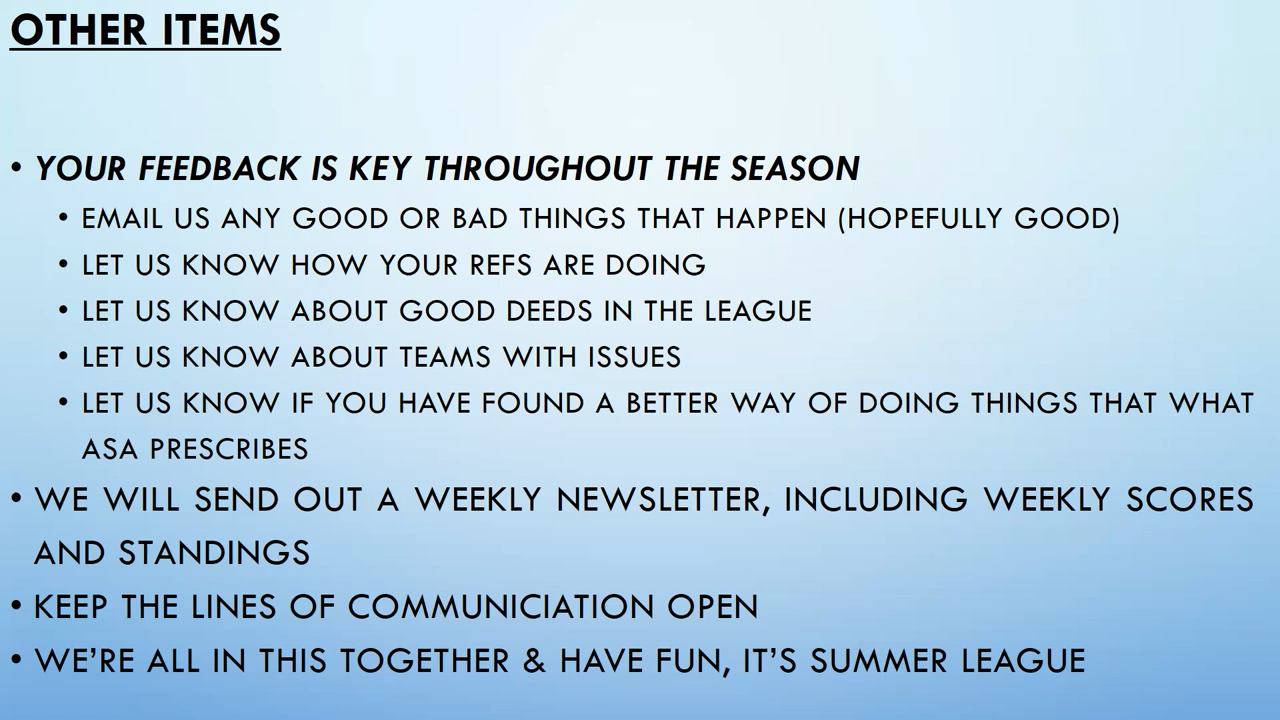 OTHER ITEMS
• YOUR FEEDBACK IS KEY THROUGHOUT THE SEASON
• EMAIL US ANY GOOD OR BAD THINGS THAT HAPPEN (HOPEFULLY GOOD)
• LET US KNOW HOW YOUR REFS ARE DOING
• LET US KNOW ABOUT GOOD DEEDS IN THE LEAGUE
• LET US KNOW ABOUT TEAMS WITH ISSUES
• LET US KNOW IF YOU HAVE FOUND A BETTER WAY OF DOING THINGS THAT WHAT
ASA PRESCRIBES
• WE WILL SEND OUT A WEEKLY NEWSLETTER, INCLUDING WEEKLY SCORES
AND STANDINGS
• KEEP THE LINES OF COMMUNICIATION OPEN
• WE’RE ALL IN THIS TOGETHER & HAVE FUN, IT’S SUMMER LEAGUE